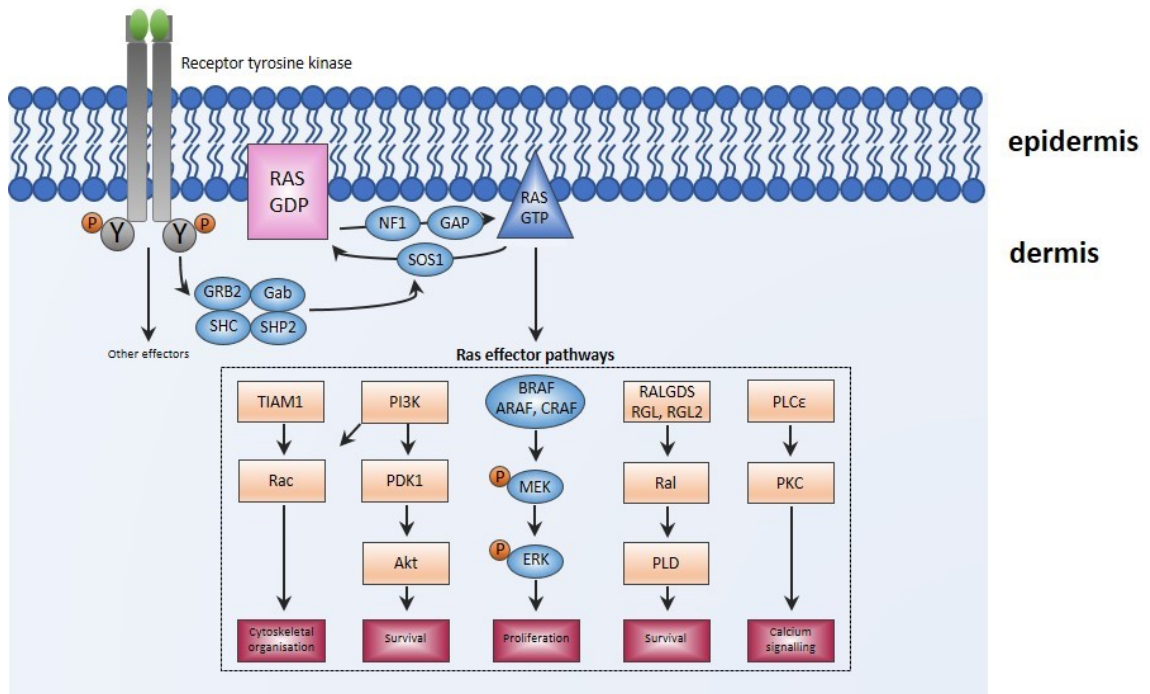 Receptor tyrosine kinase
epidermis
RAS
GDP
RAS
GTP
NF1
GAP
P
Y
Y
P
dermis
SOS1
GRB2
Gab
SHC
SHP2
Other effectors
Ras effector pathways
TIAM1
PI3K
BRAF
ARAF, CRAF
RALGDS
RGL, RGL2
PLCε
Rac
PDK1
P
MEK
Ral
PKC
Akt
P
ERK
PLD
Cytoskeletal
organisation
Survival
Proliferation
Survival
Calcium
signalling